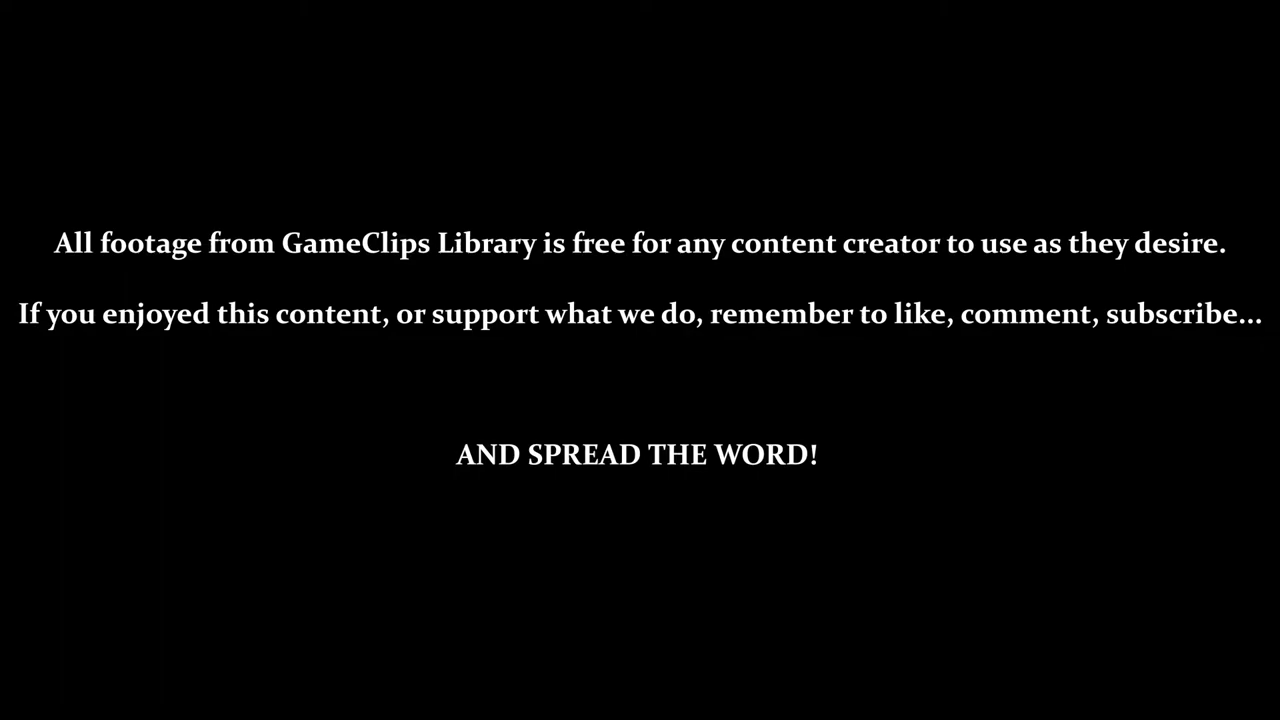 All footage from GameClips Library is free for any content creator to use as they desire.
If you enjoyed this content, or support what we do, remember to like, comment, subscribe...
AND SPREAD THE WORD!